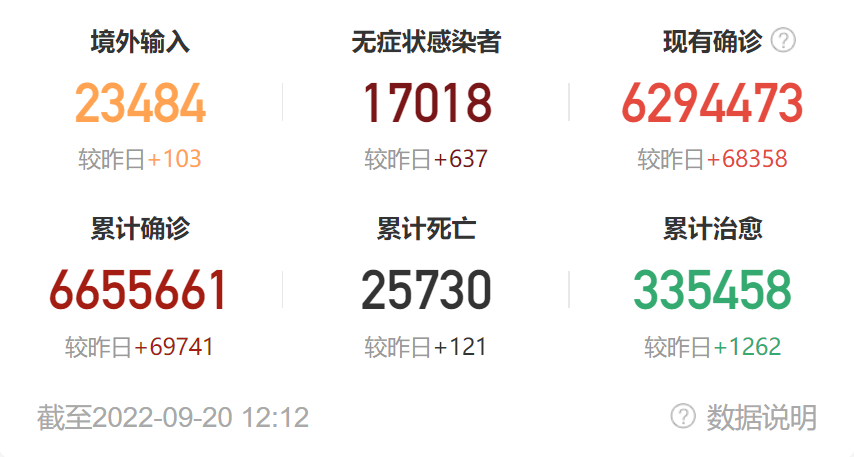 境外输入 无症状感染者 现有确诊 ?
23484 17018 6294473
较昨日+103 较昨日+637 较昨日+68358
累计确诊 累计死亡 累计治愈
6655661 25730 335458
较昨日+69741 较昨日+121 较昨日+1262
截至2022-09-20 12:12 ? 数据说明